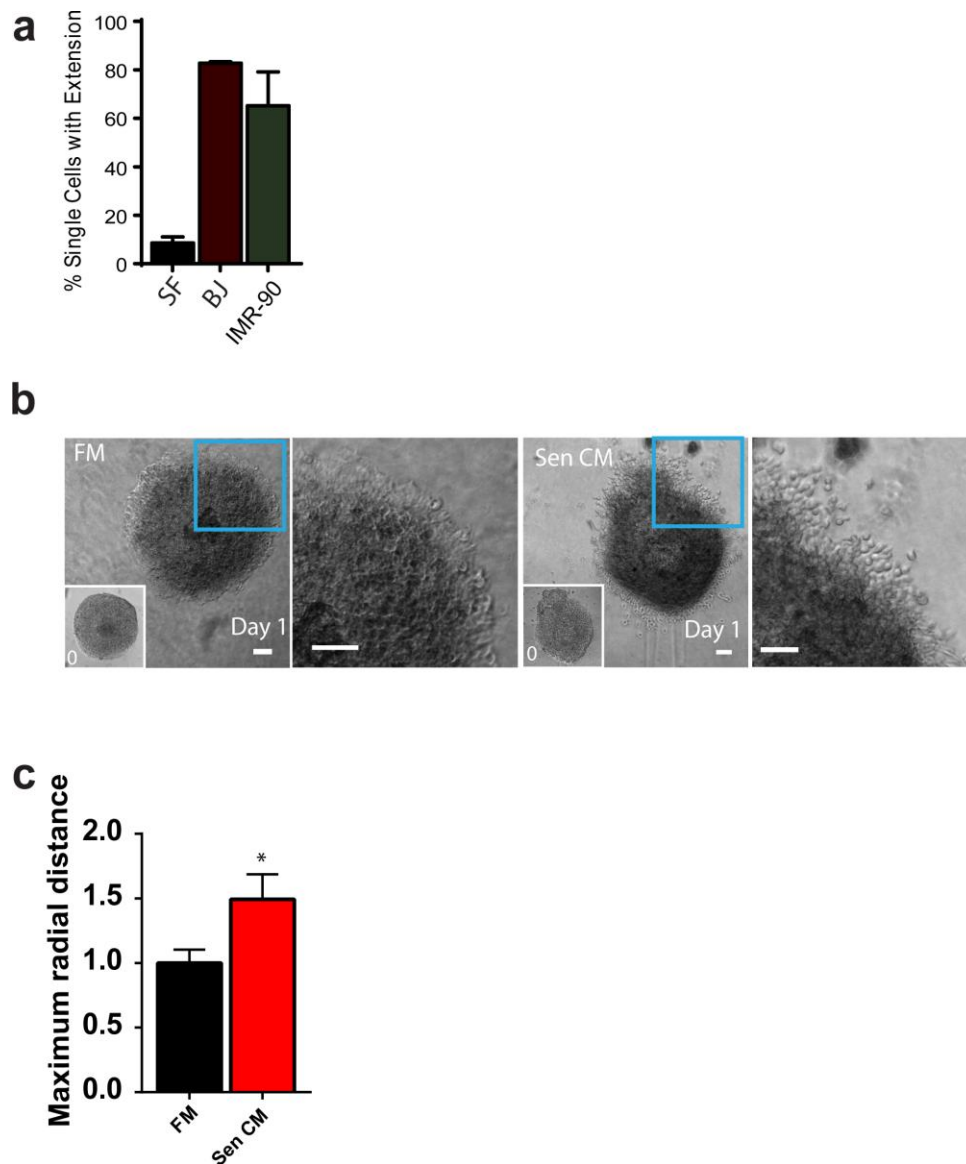 a
% Single Cells with Extension
100
80
60
40
20
0
SF
BJ
IMR-90
b
FM
0
Day 1
Sen CM
0
Day 1
c
Maximum radial distance
2.0
1.5
*
1.0
0.5
0.0
FM
Sen CM